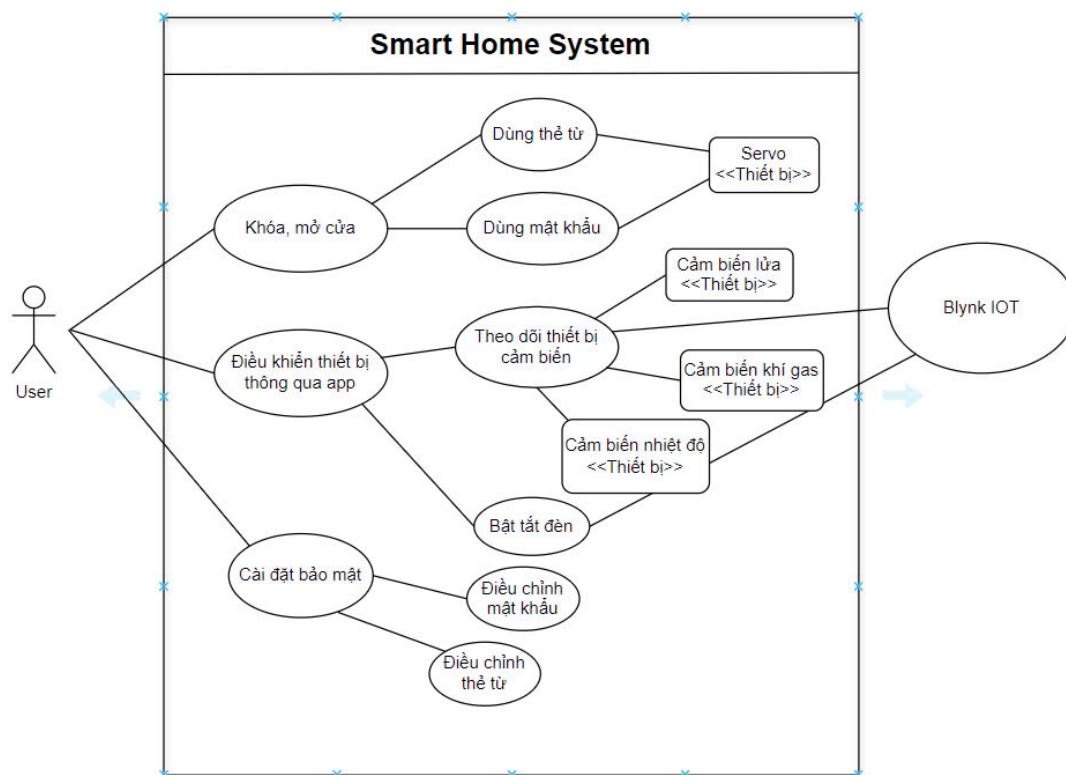 Smart Home System
Dùng thẻ từ
Servo
<<Thiết bị>>
Khóa, mở cửa
Dùng mật khẩu
Cảm biến lửa
<<Thiết bị>>
Blynk IOT
Theo dõi thiết bị
cảm biến
User
Điều khiển thiết bị
thông qua app
Cảm biến khí gas
<<Thiết bị>>
Cảm biến nhiệt độ
<<Thiết bị>>
Bật tắt đèn
Cài đặt bảo mật
Điều chỉnh
mật khẩu
Điều chỉnh
thẻ từ